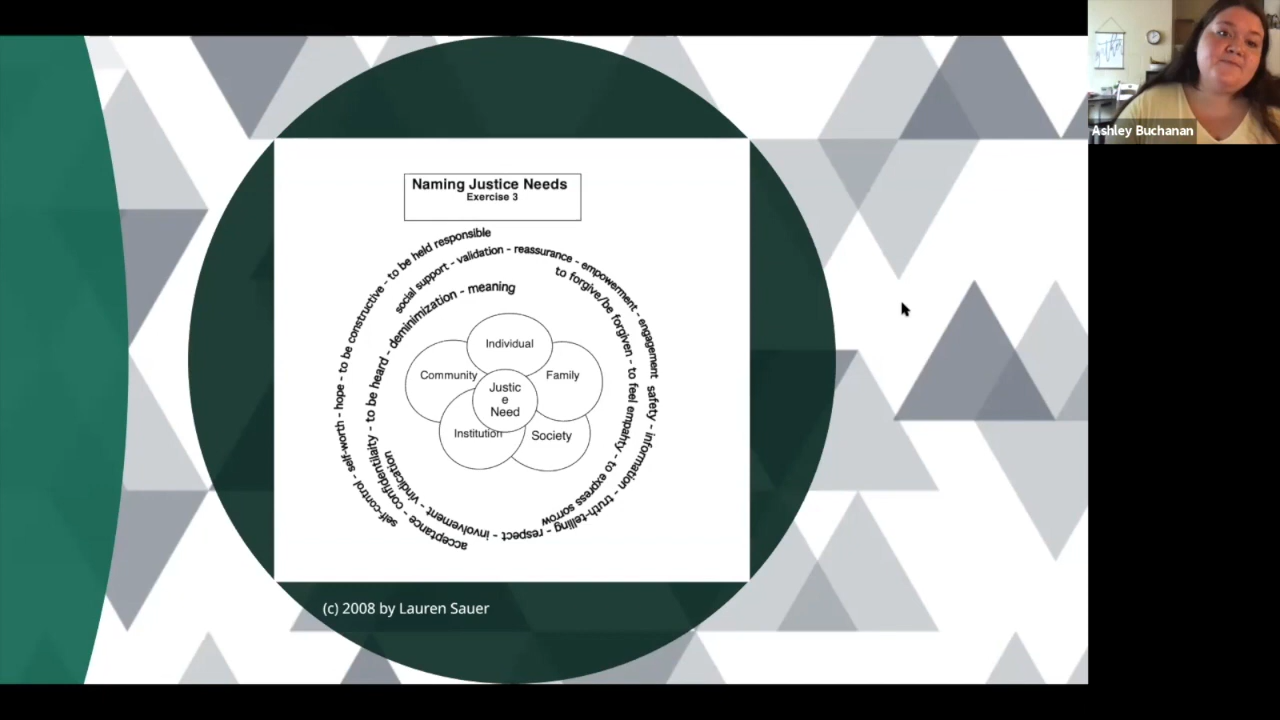 Ashley Buchanan
Naming Justice Needs
Exercise 3
self-control - self-worth - hope - to be constructive - to be held responsible
social support - validation - reassurance - empowerment - engagement
to forgive/be forgiven - to feel empahty - to express sorrow
acceptance - confidentilaity - to be heard - deminimization - meaning
safety - information - truth-telling - respect - involvement - vindication
Individual
Community
Family
Justic
e
Need
Institution
Society
(c) 2008 by Lauren Sauer